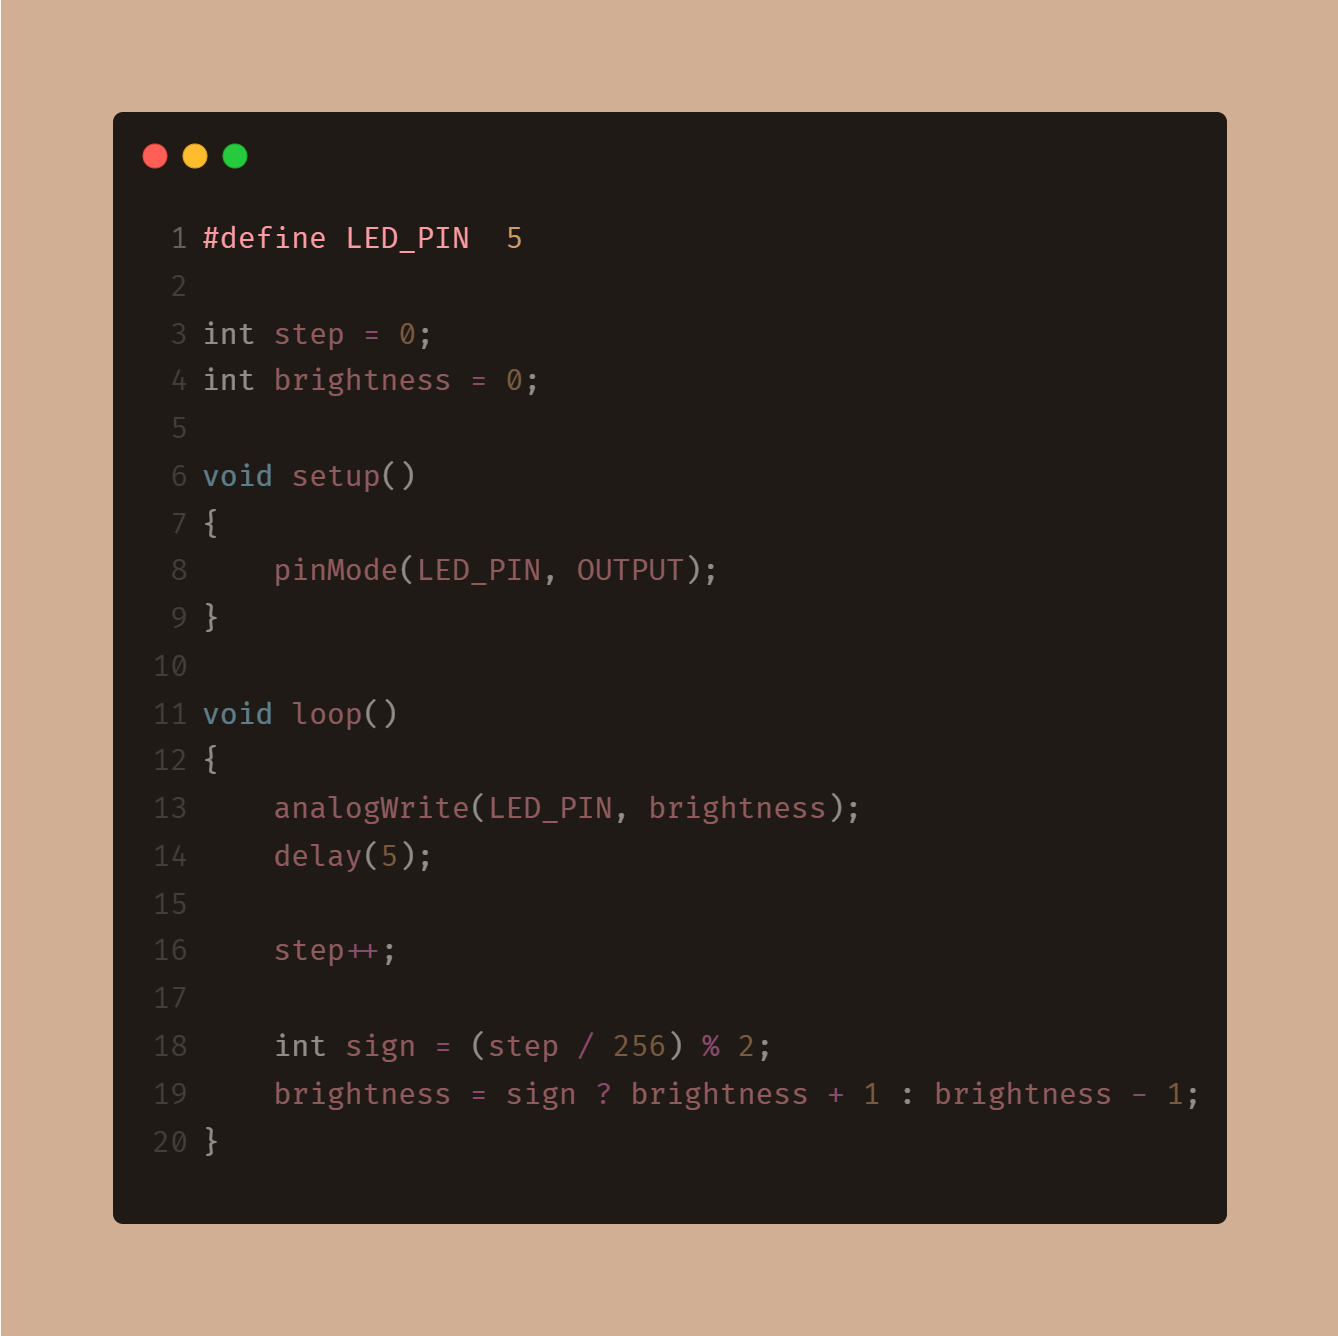 1 #define LED_PIN  5
2
3 int step = 0;
4 int brightness = 0;
5
6 void setup()
7 {
8     pinMode(LED_PIN, OUTPUT);
9 }
10
11 void loop()
12 {
13     analogWrite(LED_PIN, brightness);
14     delay(5);
15
16     step++;
17
18     int sign = (step / 256) % 2;
19     brightness = sign ? brightness + 1 : brightness - 1;
20 }